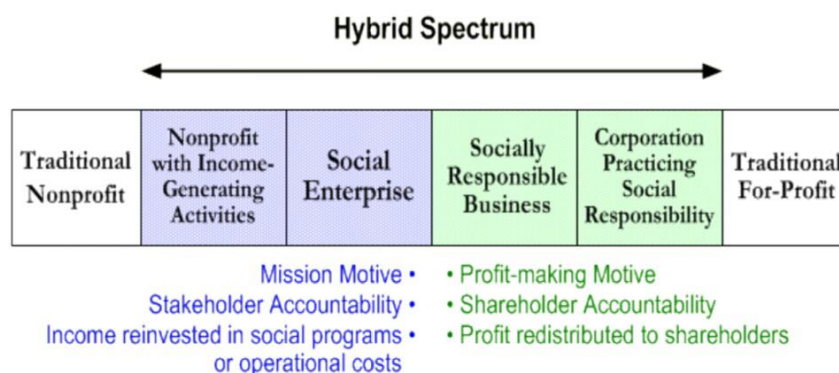 Hybrid Spectrum
Traditional
Nonprofit
Nonprofit
with Income-
Generating
Activities
Social
Enterprise
Socially
Responsible
Business
Corporation
Practicing
Social
Responsibility
Traditional
For-Profit
Mission Motive •
Stakeholder Accountability •
Income reinvested in social programs •
or operational costs
• Profit-making Motive
• Shareholder Accountability
• Profit redistributed to shareholders